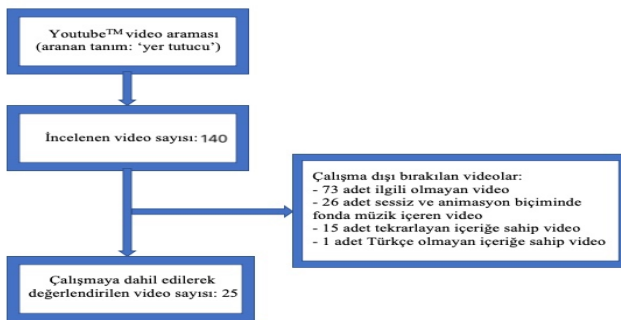 Youtube™ video araması
(aranan tanım: ‘yer tutucu’)
İncelenen video sayısı: 140
Çalışma dışı bırakılan videolar:
- 73 adet ilgili olmayan video
- 26 adet sessiz ve animasyon biçiminde
fonda müzik içeren video
- 15 adet tekrarlayan içeriğe sahip video
- 1 adet Türkçe olmayan içeriğe sahip video
Çalışmaya dahil edilerek
değerlendirilen video sayısı: 25